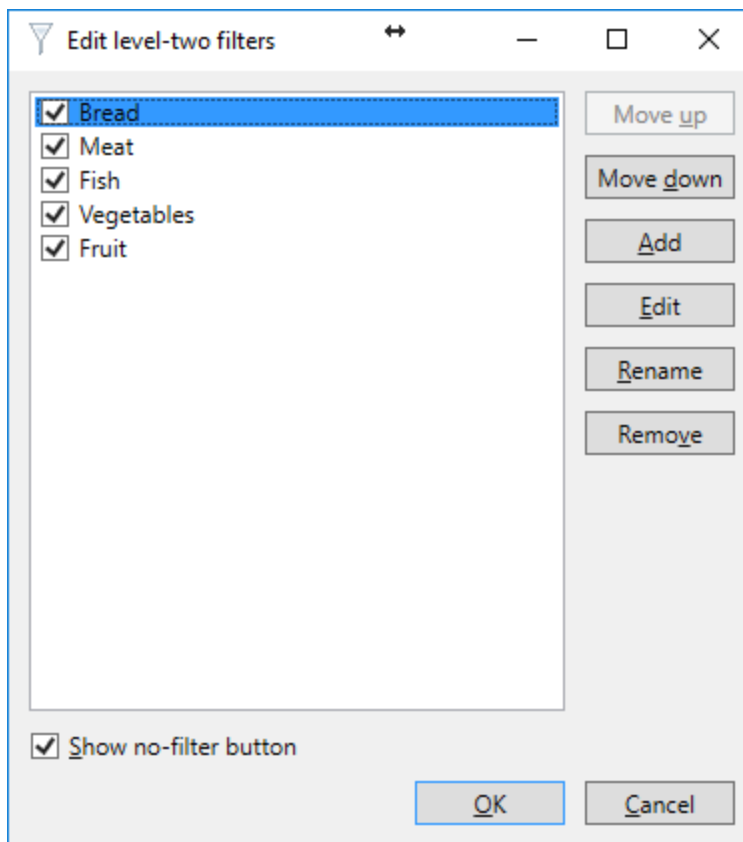 Edit level-two filters
Bread
Meat
Fish
Vegetables
Fruit
Move up
Move down
Add
Edit
Rename
Remove
Show no-filter button
OK
Cancel